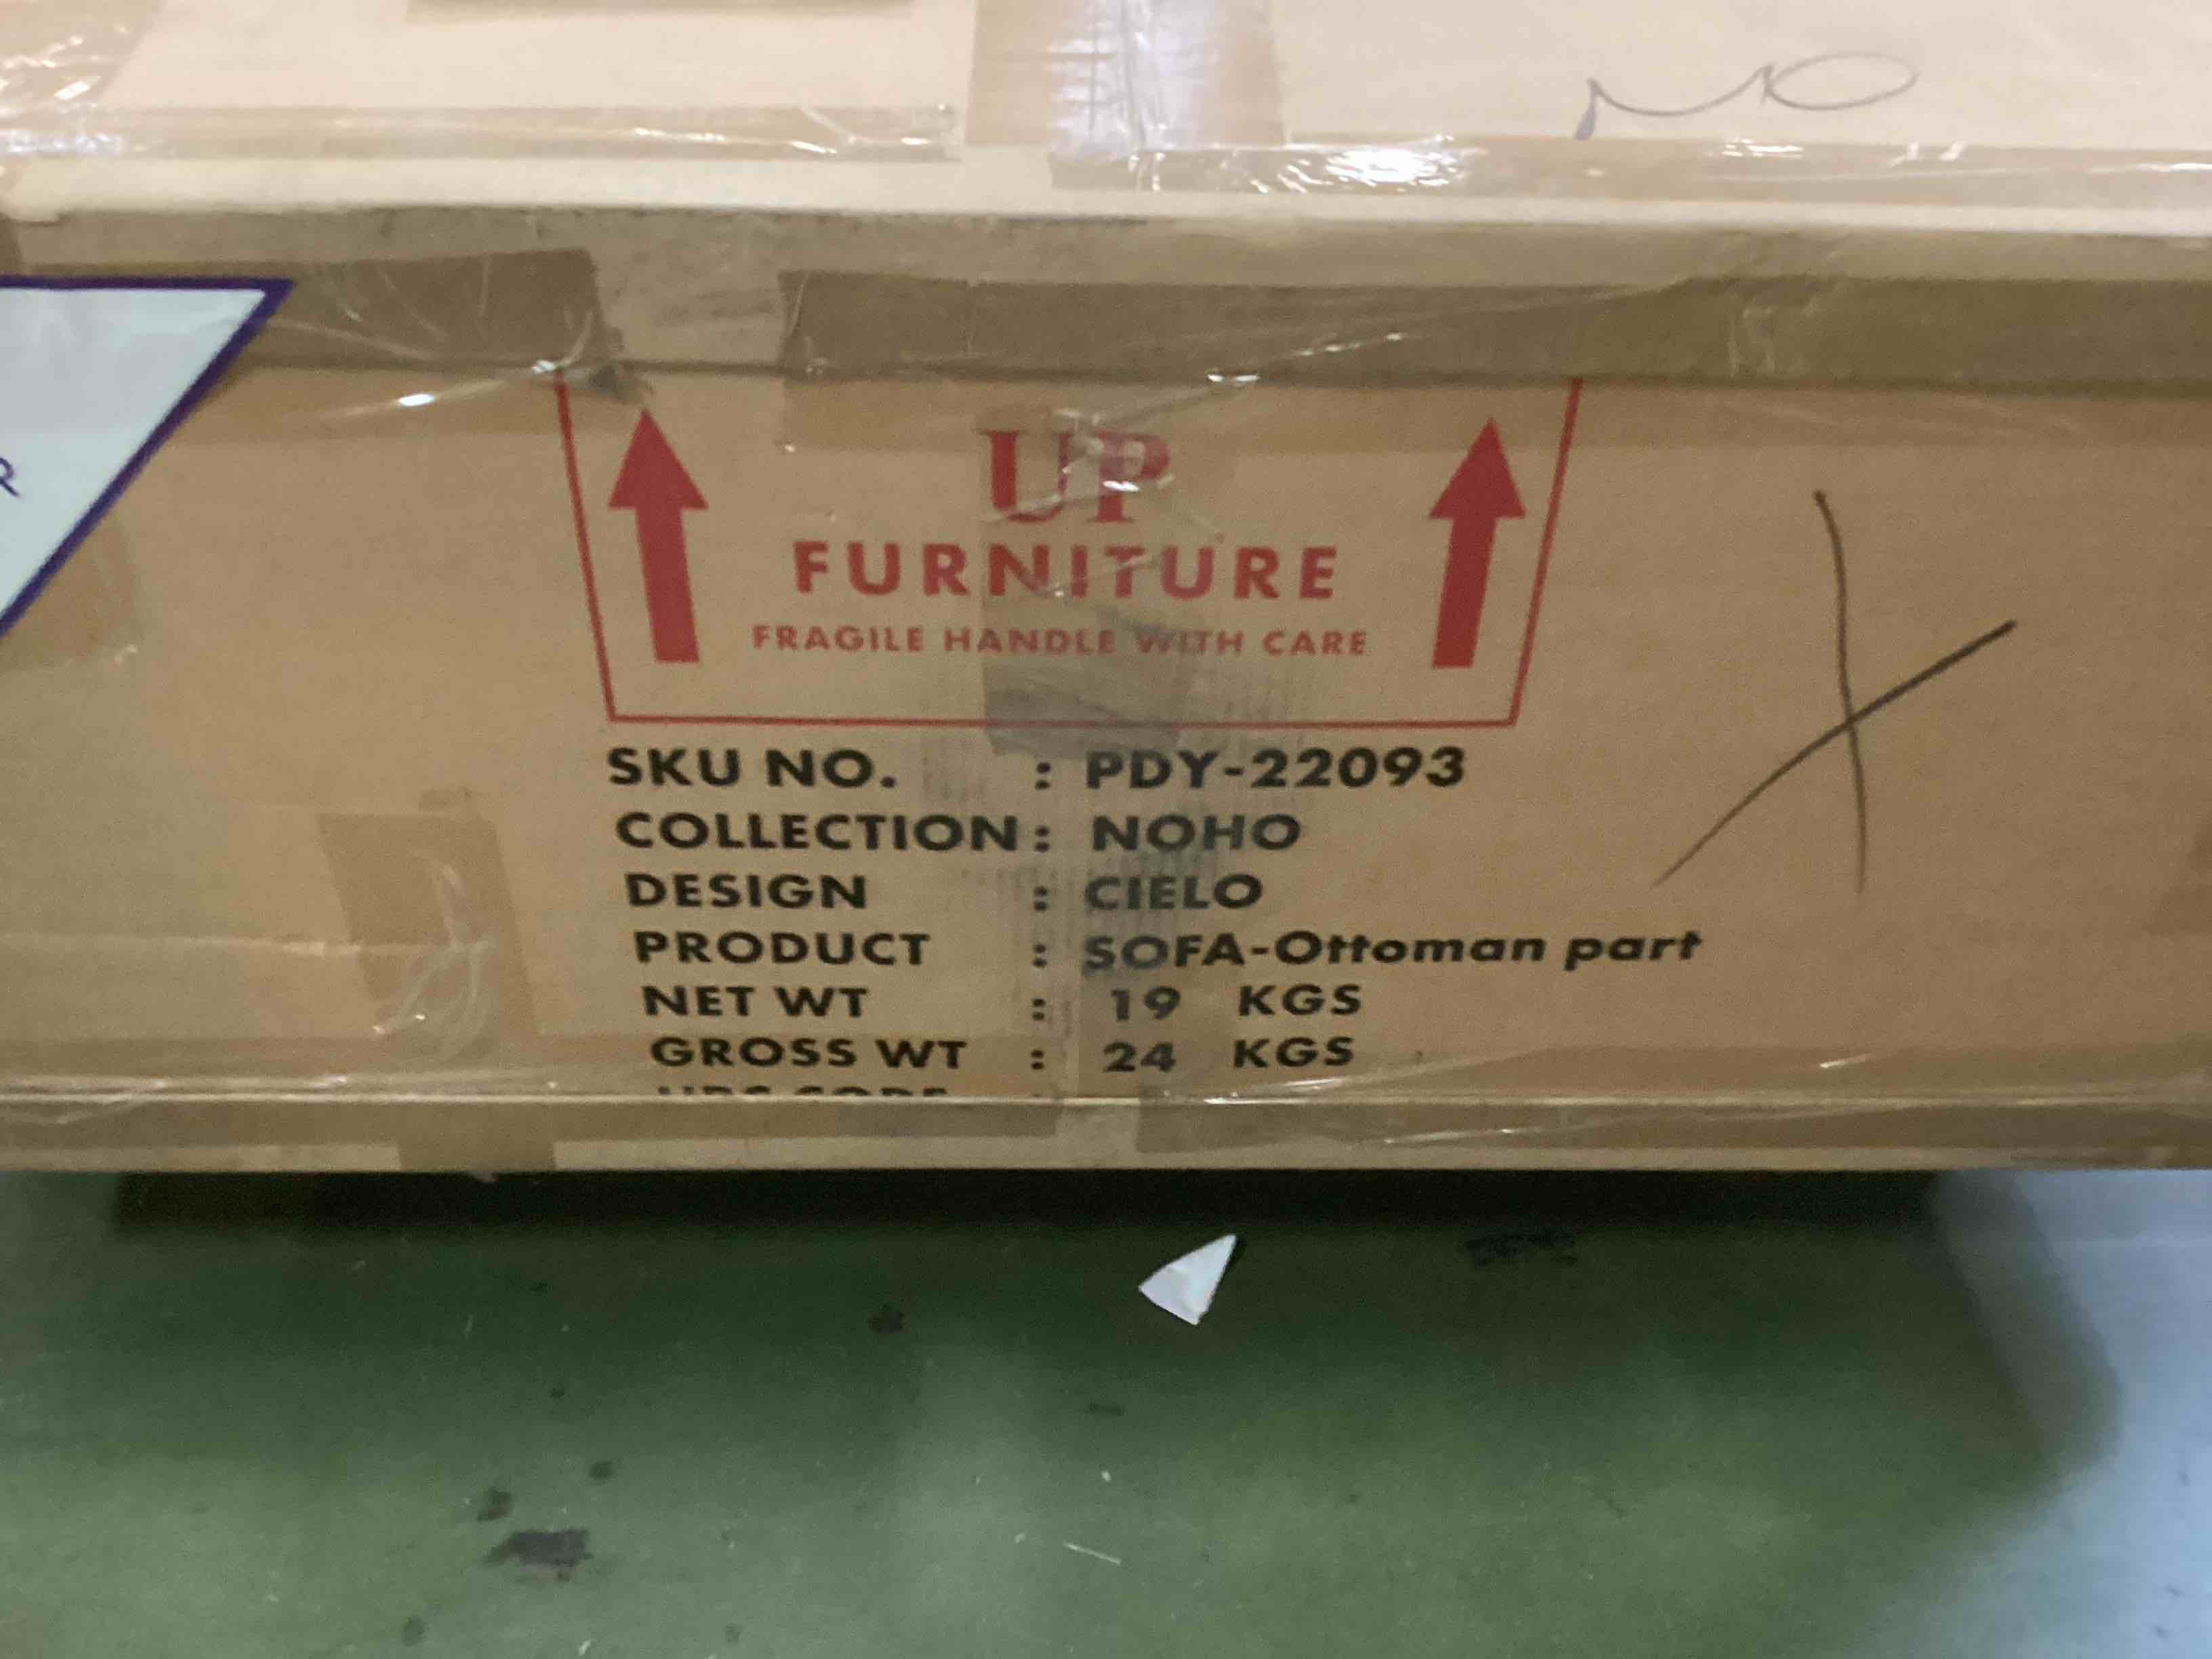 NO
R
UP
FURNITURE
FRAGILE HANDLE WITH CARE
SKU NO. : PDY-22093
COLLECTION : NOHO
DESIGN : CIELO
PRODUCT : SOFA-Ottoman part
NET WT : 19 KGS
GROSS WT : 24 KGS
X